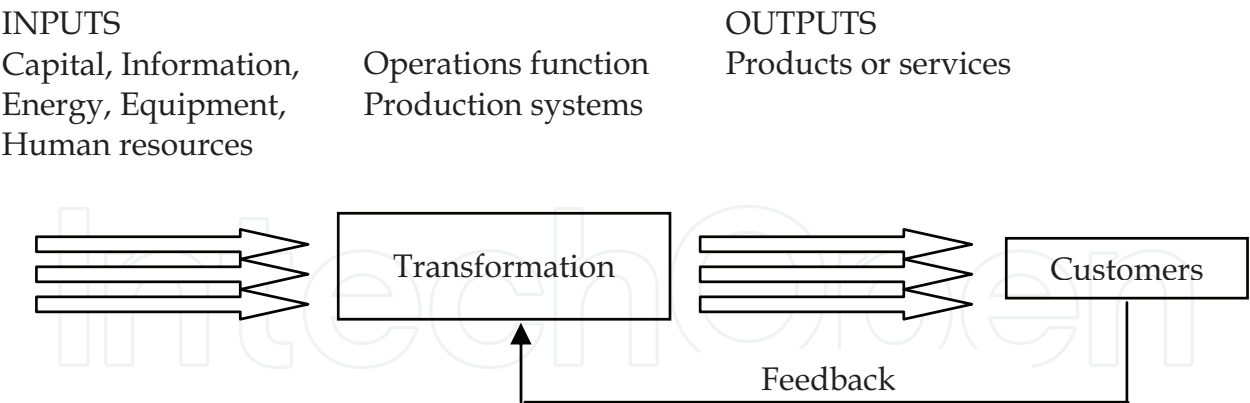 INPUTS
Capital, Information,
Energy, Equipment,
Human resources
Operations function
Production systems
OUTPUTS
Products or services
Transformation
Customers
Feedback
IntechOpen